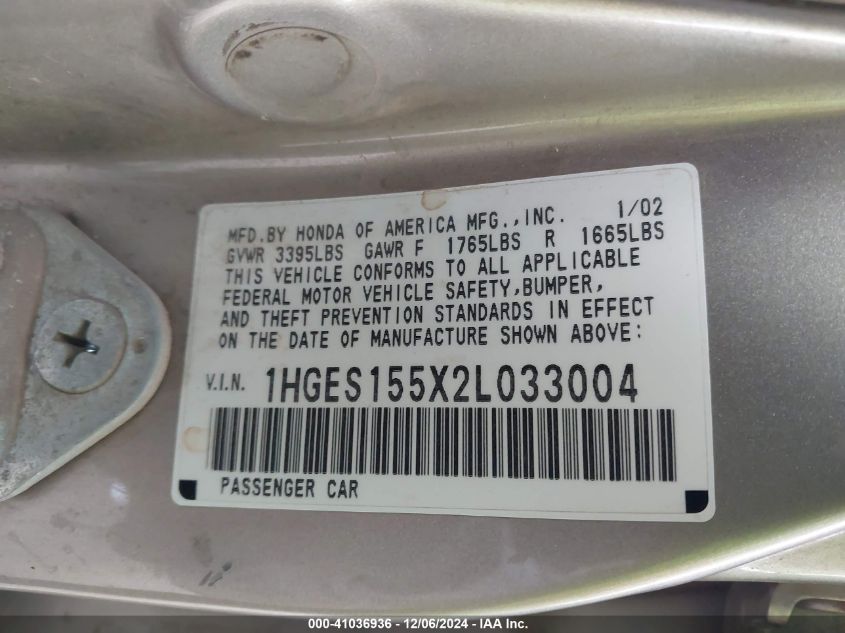 MFD.BY HONDA OF AMERICA MFG.,INC. 1/02
GVWR 3395LBS GAWR F 1765LBS R 1665LBS
THIS VEHICLE CONFORMS TO ALL APPLICABLE
FEDERAL MOTOR VEHICLE SAFETY,BUMPER,
AND THEFT PREVENTION STANDARDS IN EFFECT
ON THE DATE OF MANUFACTURE SHOWN ABOVE:
V.I.N. 1HGES155X2L033004
PASSENGER CAR
000-41036936 - 12/06/2024 - IAAI.COM